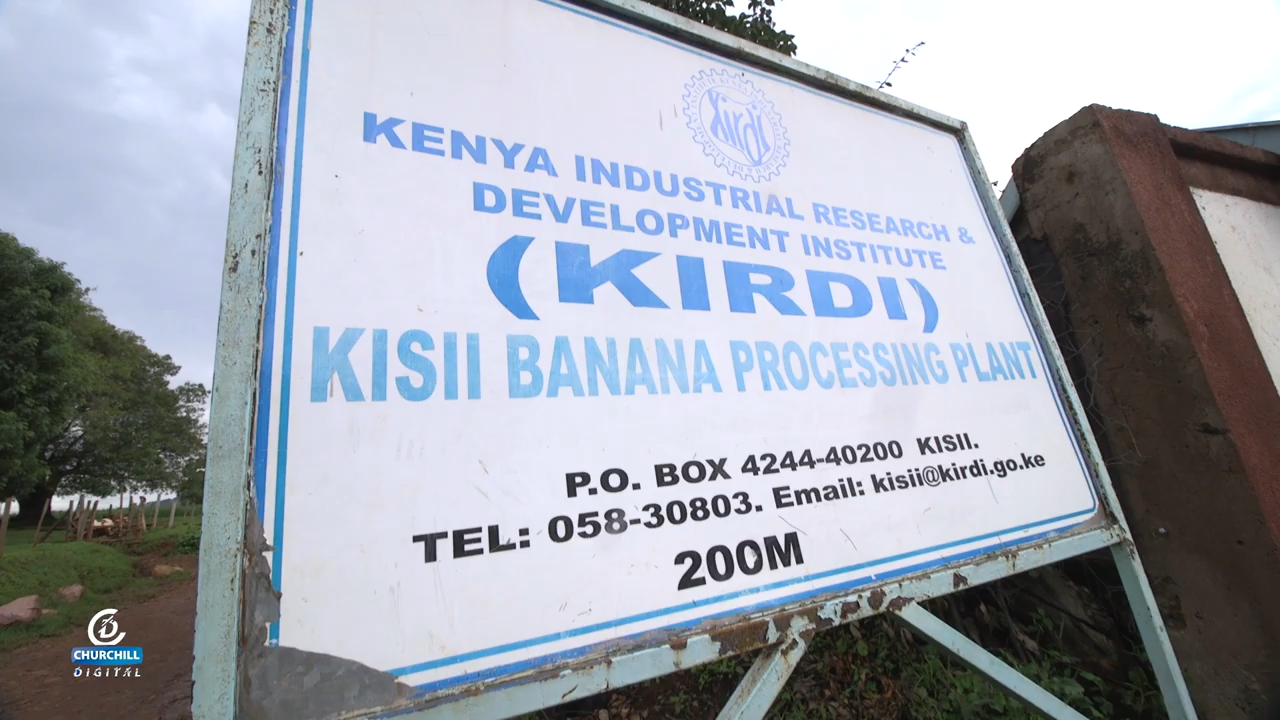 Kirdi
KENYA INDUSTRIAL RESEARCH &
DEVELOPMENT INSTITUTE
(KIRDI)
KISII BANANA PROCESSING PLANT
P.O. BOX 4244-40200 KISII.
TEL: 058-30803. Email: kisii@kirdi.go.ke
200M
CHURCHILL
DIGITAL